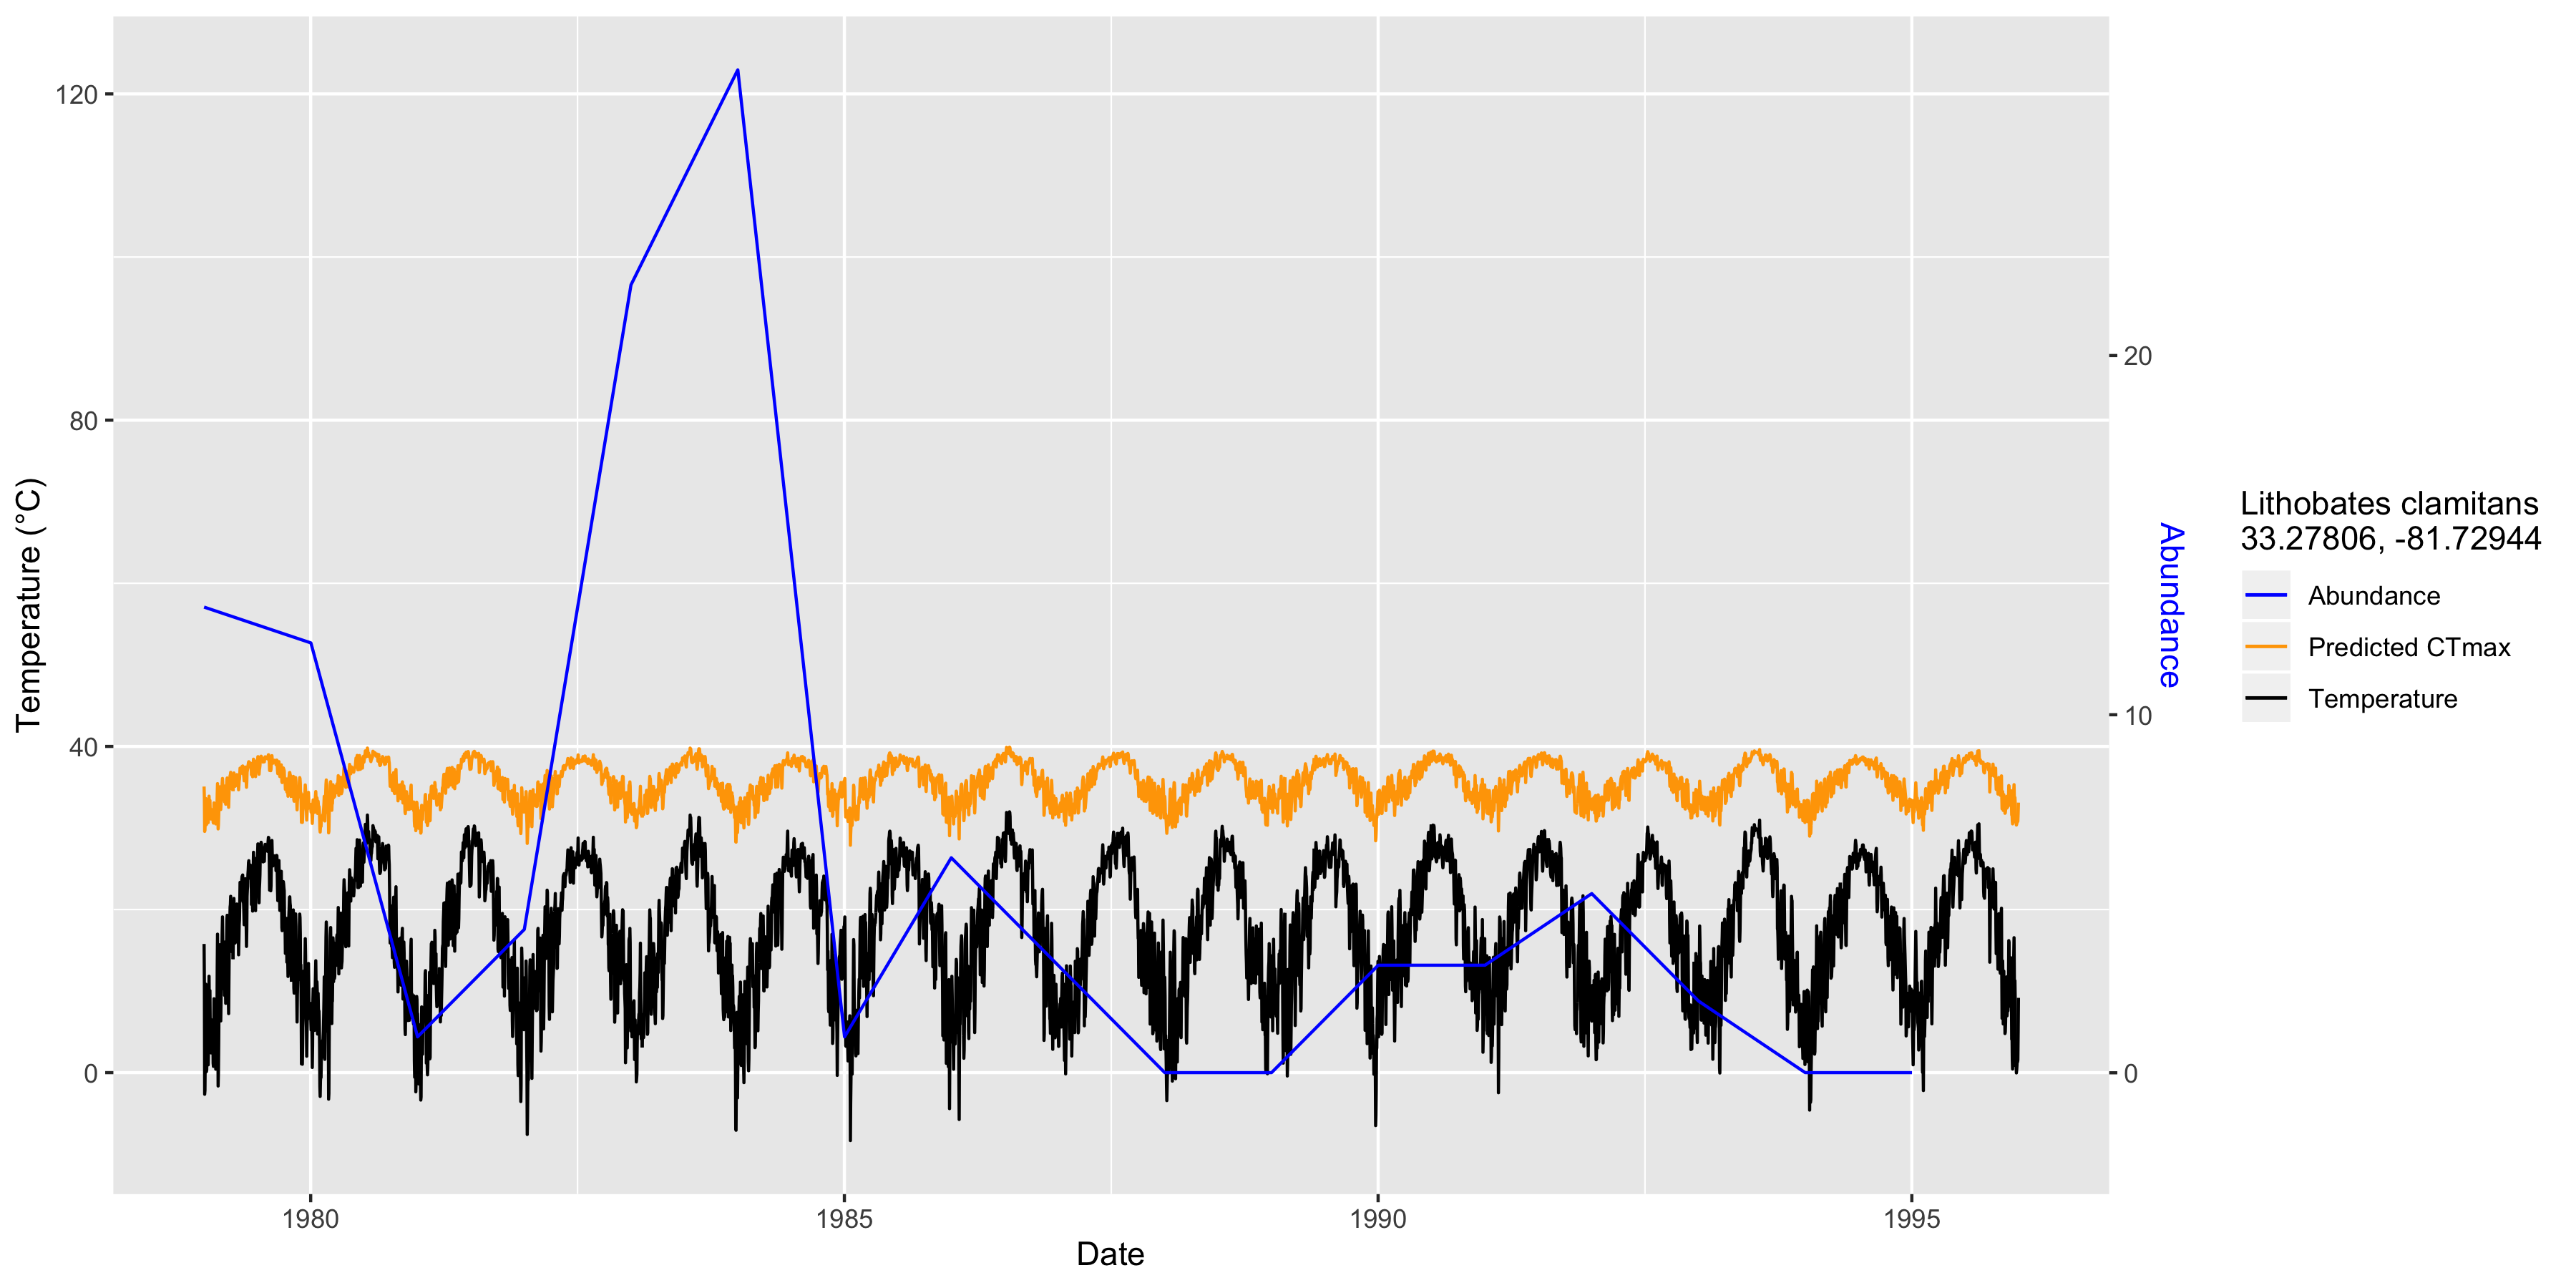 Temperature (°C)
120
80
40
0
1980
1985
1990
1995
Date
20
10
0
Abundance
Lithobates clamitans
33.27806, -81.72944
Abundance
Predicted CTmax
Temperature